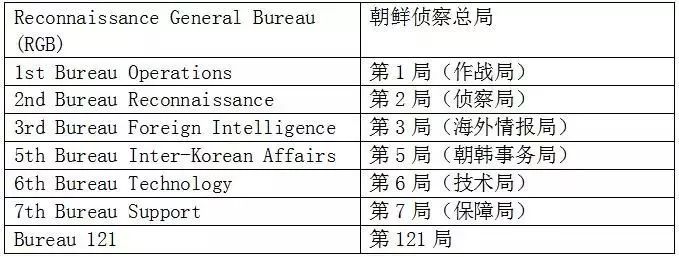 Reconnaissance General Bureau (RGB) 朝鲜侦察总局
1st Bureau Operations 第1局（作战局）
2nd Bureau Reconnaissance 第2局（侦察局）
3rd Bureau Foreign Intelligence 第3局（海外情报局）
5th Bureau Inter-Korean Affairs 第5局（朝韩事务局）
6th Bureau Technology 第6局（技术局）
7th Bureau Support 第7局（保障局）
Bureau 121 第121局